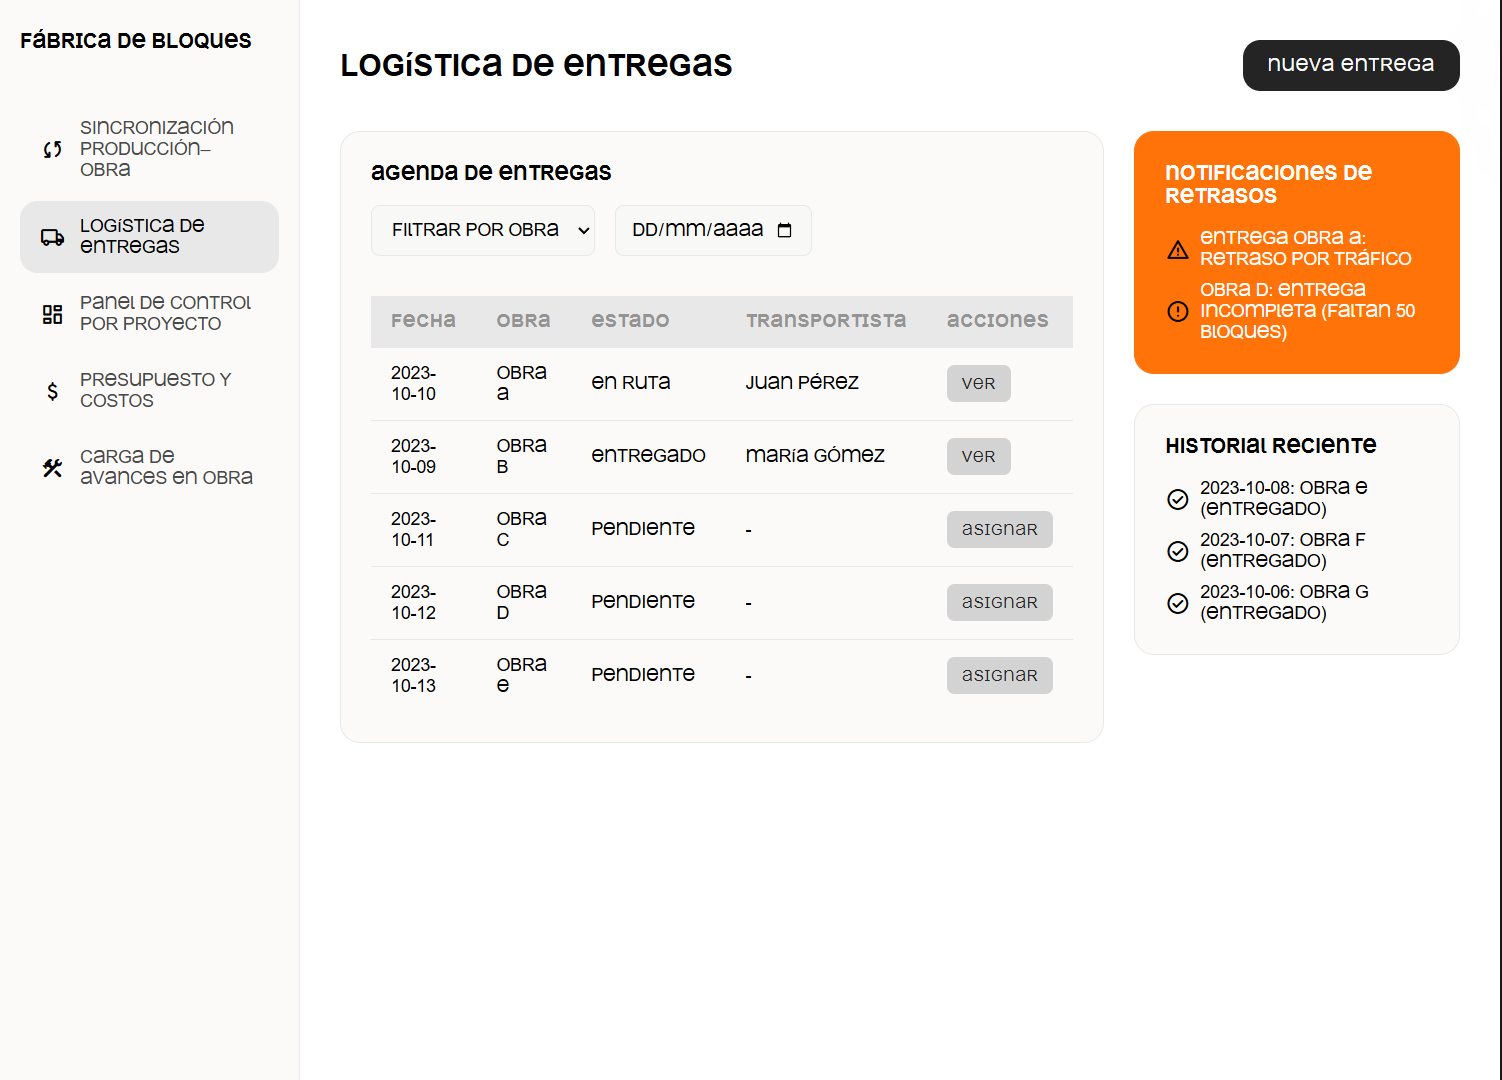 Fábrica de Bloques
Sincronización
Producción–
Obra
Logística de
Entregas
Panel de Control
por Proyecto
Presupuesto y
Costos
Carga de
Avances en Obra
Logística de Entregas
Nueva Entrega
Agenda de Entregas
Filtrar por Obra
dd/mm/aaaa
Fecha Obra Estado Transportista Acciones
2023-
10-10
Obra
A
En Ruta Juan Pérez Ver
2023-
10-09
Obra
B
Entregado María Gómez Ver
2023-
10-11
Obra
C
Pendiente - Asignar
2023-
10-12
Obra
D
Pendiente - Asignar
2023-
10-13
Obra
E
Pendiente - Asignar
Notificaciones de
Retrasos
Entrega Obra A:
Retraso por tráfico
Obra D: Entrega
incompleta (faltan 50
bloques)
Historial Reciente
2023-10-08: Obra E
(Entregado)
2023-10-07: Obra F
(Entregado)
2023-10-06: Obra G
(Entregado)